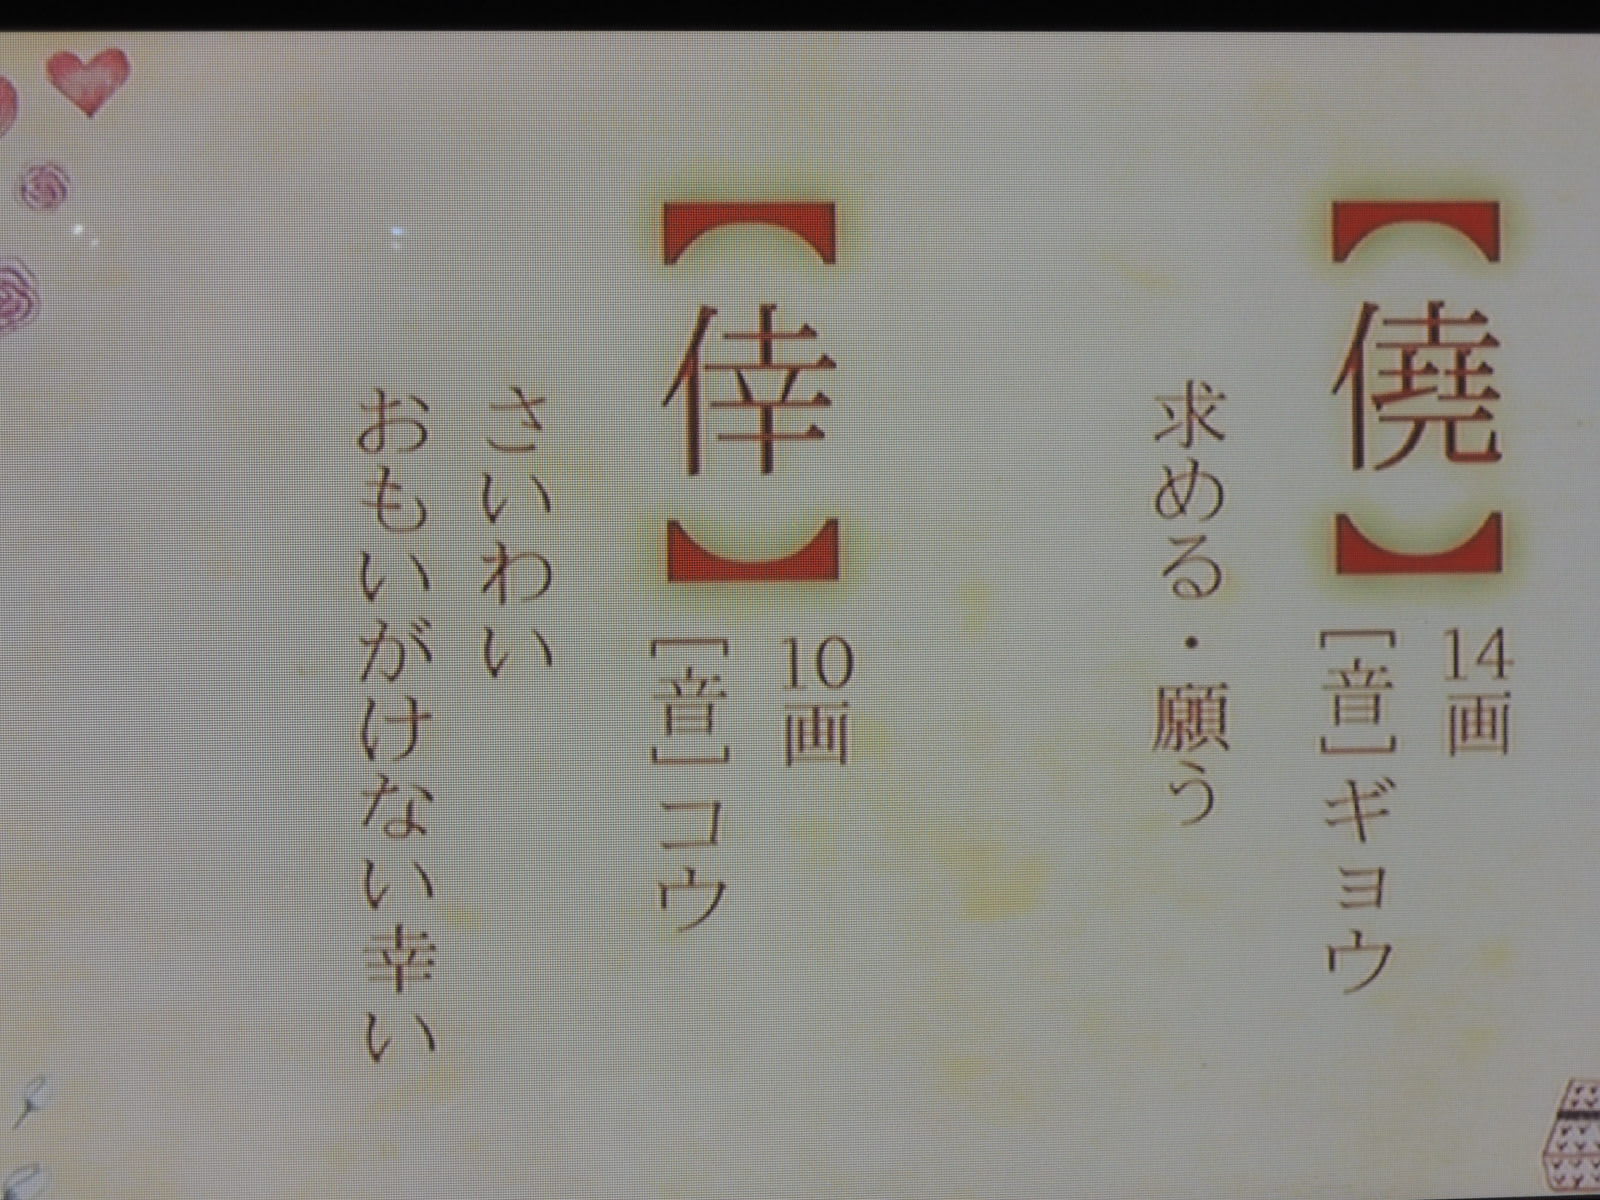 【僥】
14画
［音］ギョウ
求める・願う
【倖】
10画
［音］コウ
さいわい
おもいがけない幸い